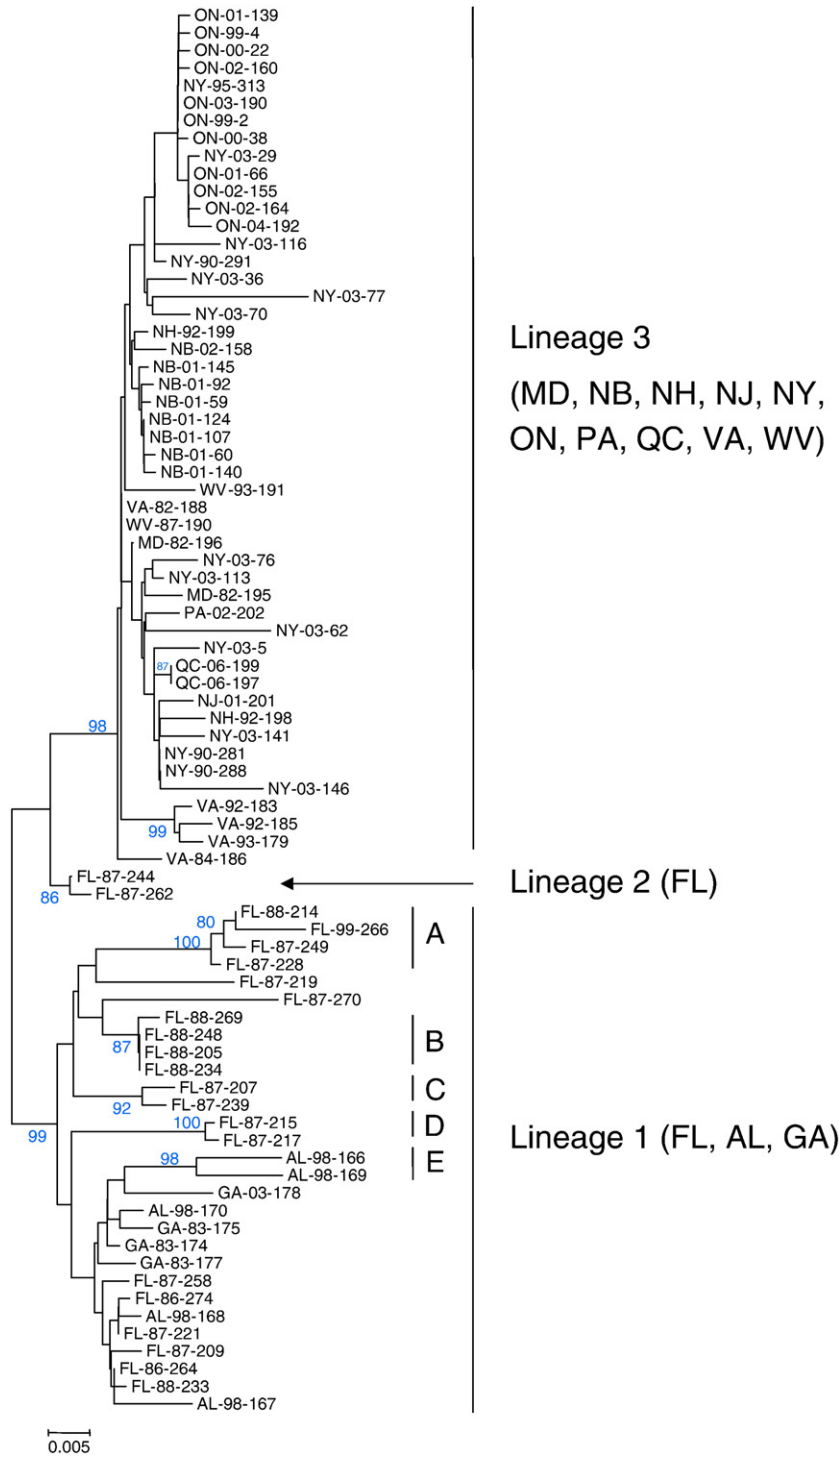 ON-01-139
ON-99-4
ON-00-22
ON-02-160
NY-95-313
ON-03-190
ON-99-2
ON-00-38
NY-03-29
ON-01-66
ON-02-155
ON-02-164
ON-04-192
NY-03-116
NY-90-291
NY-03-36
NY-03-77
NY-03-70
NH-92-199
NB-02-158
NB-01-145
NB-01-92
NB-01-59
NB-01-124
NB-01-107
NB-01-60
NB-01-140
WV-93-191
VA-82-188
WV-87-190
MD-82-196
NY-03-76
NY-03-113
MD-82-195
PA-02-202
NY-03-62
NY-03-5
87
QC-06-199
QC-06-197
NJ-01-201
NH-92-198
98
NY-03-141
NY-90-281
NY-90-288
NY-03-146
VA-92-183
VA-92-185
99
VA-93-179
VA-84-186
Lineage 3
(MD, NB, NH, NJ, NY,
ON, PA, QC, VA, WV)
FL-87-244
86
FL-87-262
Lineage 2 (FL)
FL-88-214
80
FL-99-266
100
FL-87-249
FL-87-228
A
FL-87-219
FL-87-270
FL-88-269
FL-88-248
87
FL-88-205
FL-88-234
B
FL-87-207
92
FL-87-239
C
100
FL-87-215
FL-87-217
D
99
98
AL-98-166
AL-98-169
E
Lineage 1 (FL, AL, GA)
GA-03-178
AL-98-170
GA-83-175
GA-83-174
GA-83-177
FL-87-258
FL-86-274
AL-98-168
FL-87-221
FL-87-209
FL-86-264
FL-88-233
AL-98-167
0.005